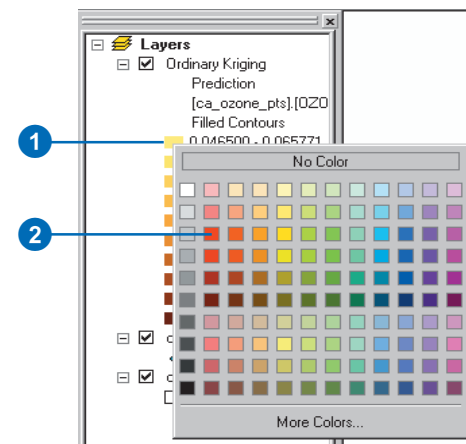 Layers
Ordinary Kriging
Prediction
[ca_ozone_pts].[OZO
Filled Contours
1
0.046500 - 0.065771
No Color
2
More Colors...